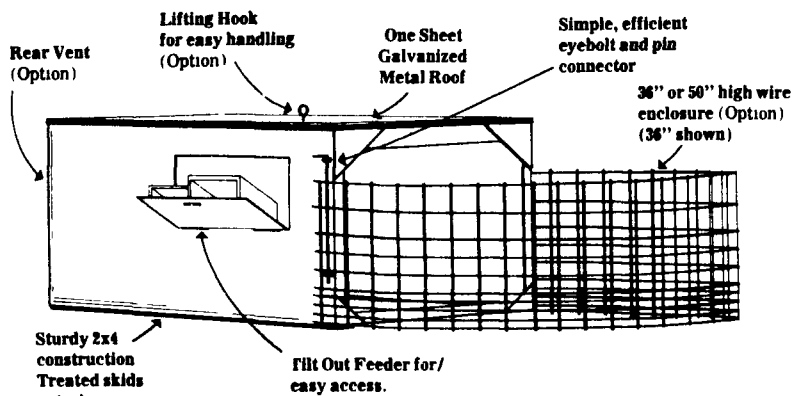 Lifting Hook
for easy handling
(Option)
One Sheet
Galvanized
Metal Roof
Simple, efficient
eyebolt and pin
connector
Rear Vent
(Option)
36” or 50” high wire
enclosure (Option)
(36” shown)
Sturdy 2x4
construction
Treated skids
Tilt Out Feeder for/
easy access.